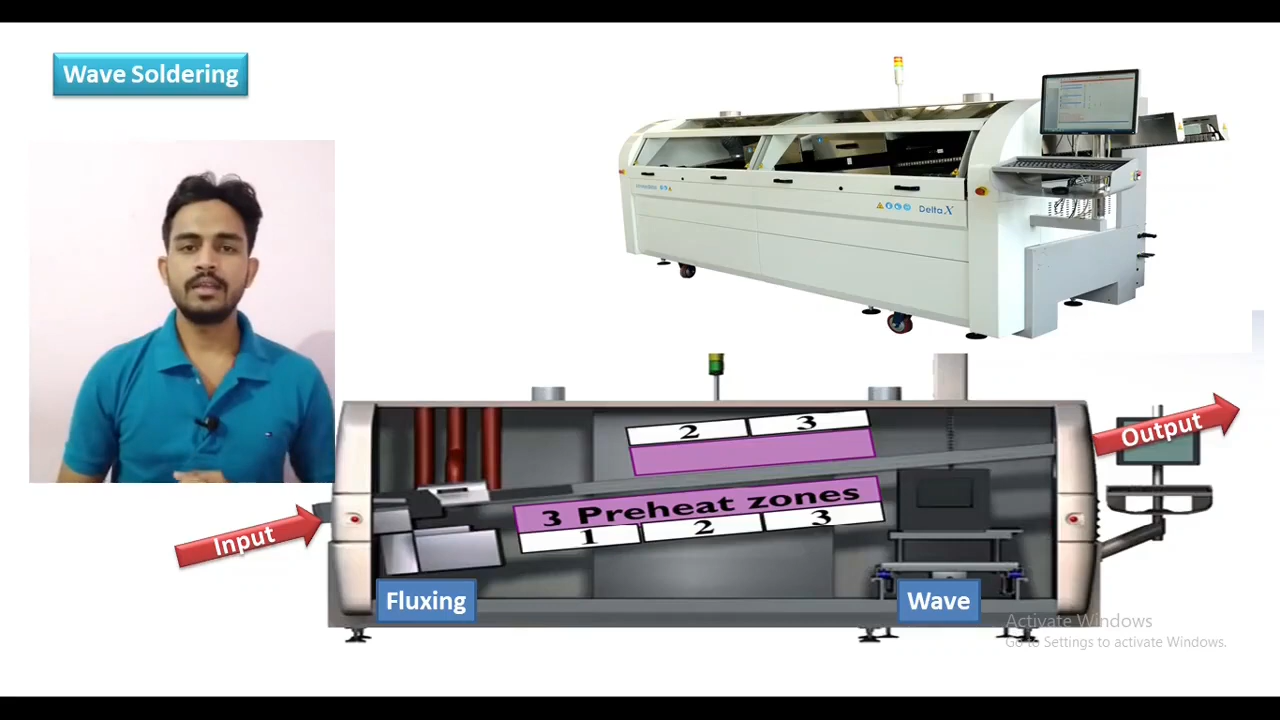 Wave Soldering
Delta X
2 3
3 Preheat zones
1 2 3
Input
Output
Fluxing
Wave
Activate Windows
Go to Settings to activate Windows.